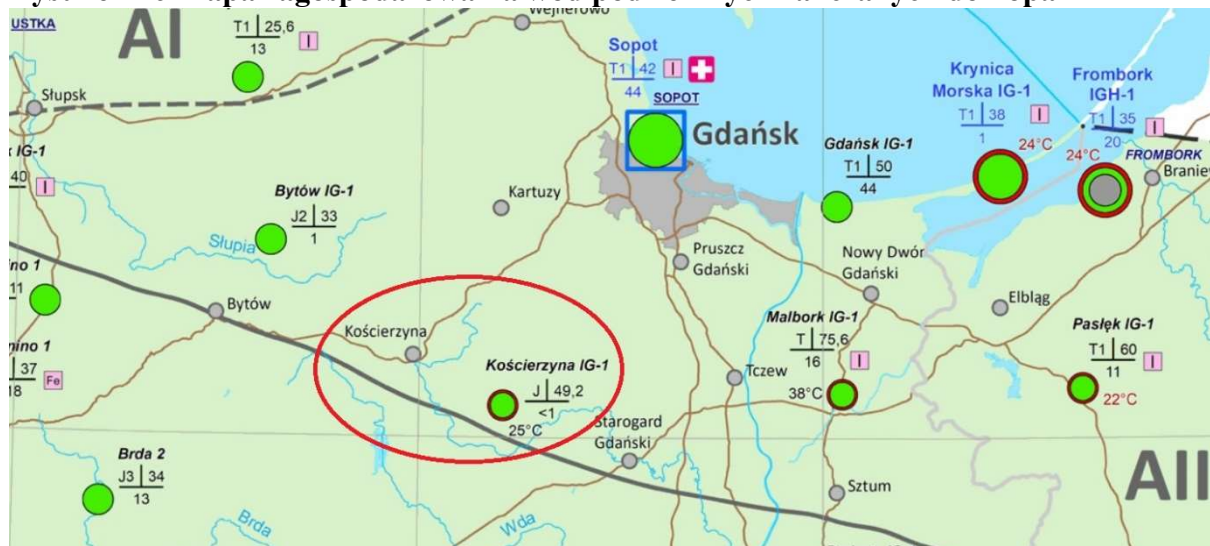 USTKA
AI
T1 25,6
13
I
Wejherowo
Słupsk
Sopot
T1 42
44
I
SOPOT
Gdańsk
Krynica
Morska IG-1
T1 38
1
I
24°C
Frombork
IGH-1
T1 35
20
I
24°C
FROMBORK
IG-1
40
I
Bytów IG-1
J2 33
1
Słupia
Kartuzy
Gdańsk IG-1
T1 50
44
Pruszcz
Gdański
Nowy Dwór
Gdański
Elbląg
11
Bytów
Kościerzyna
Kościerzyna IG-1
J 49,2
<1
25°C
Malbork IG-1
T 75,6
16
I
38°C
Pasłęk IG-1
T1 60
11
I
22°C
37
18
Fe
Tczew
Starogard
Gdański
Brda 2
J3 34
13
Brda
Wda
Sztum
AII